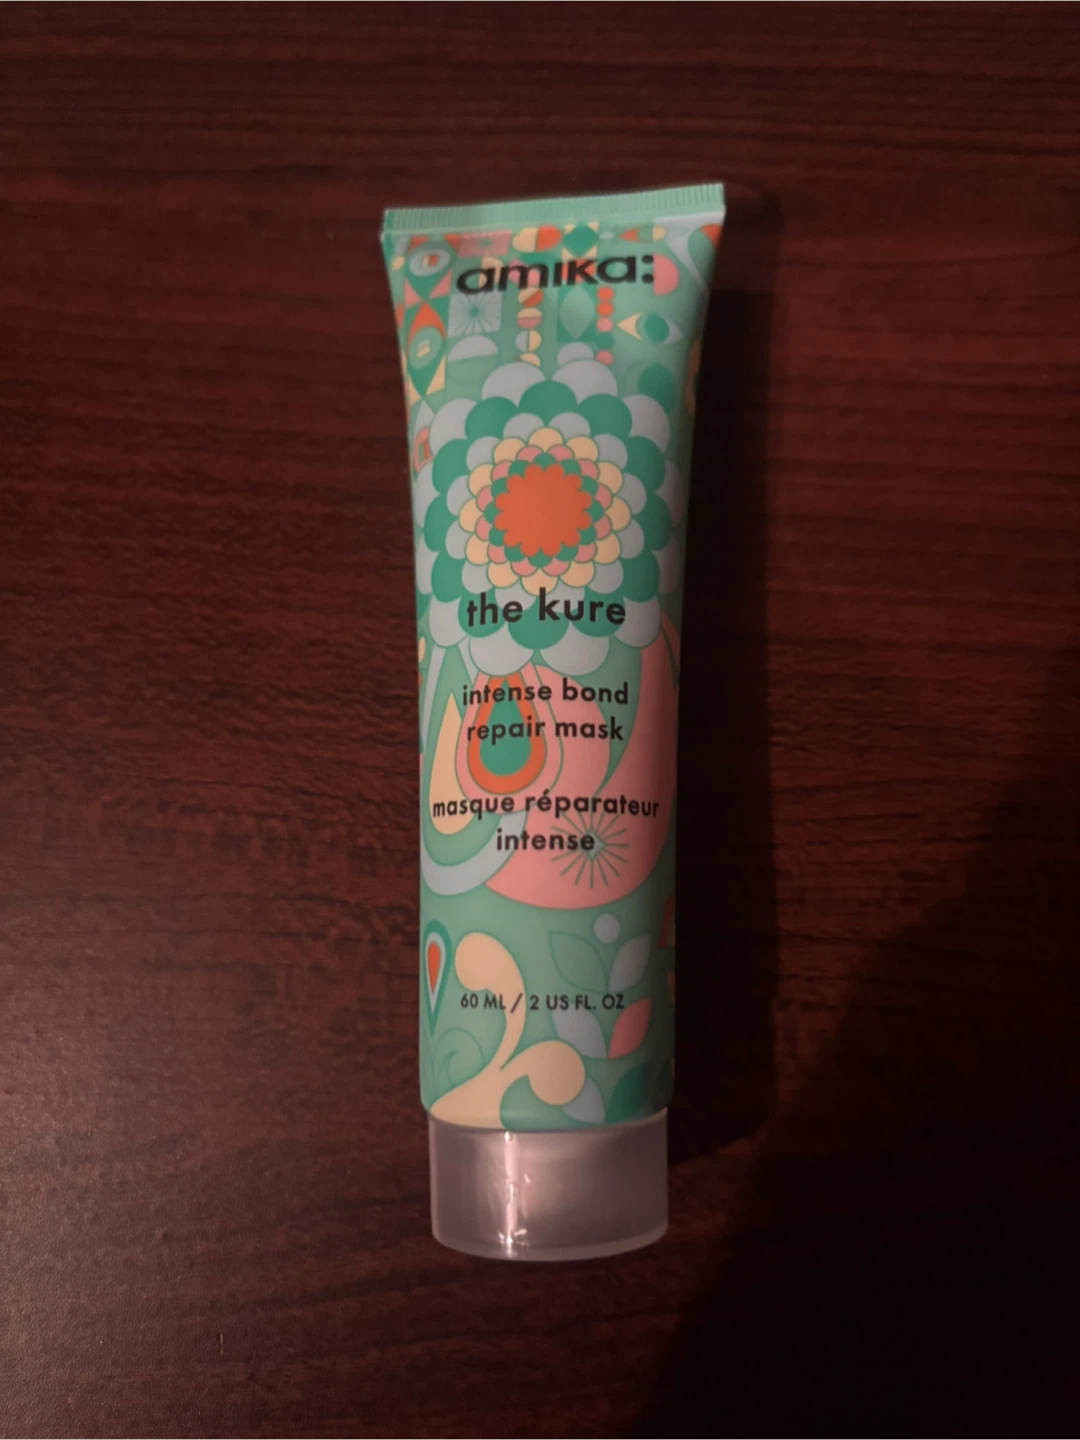 amika:
the kure
intense bond
repair mask
masque réparateur
intense
60 ML / 2 US FL. OZ